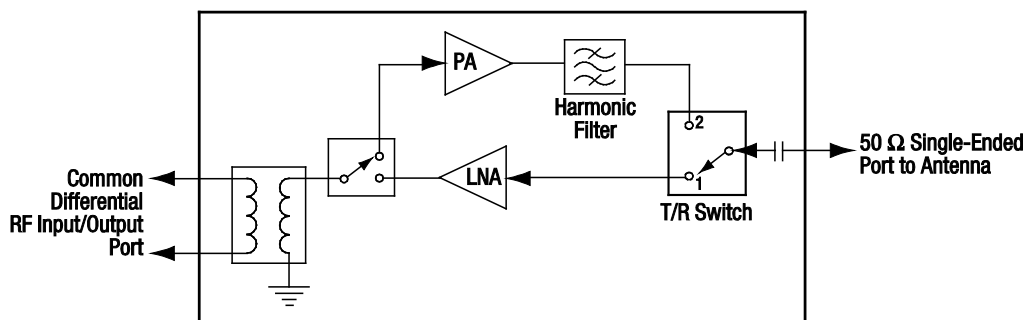 PA
Harmonic
Filter
2
50 Ω Single-Ended
Port to Antenna
Common
Differential
RF Input/Output
Port
LNA
1
T/R Switch